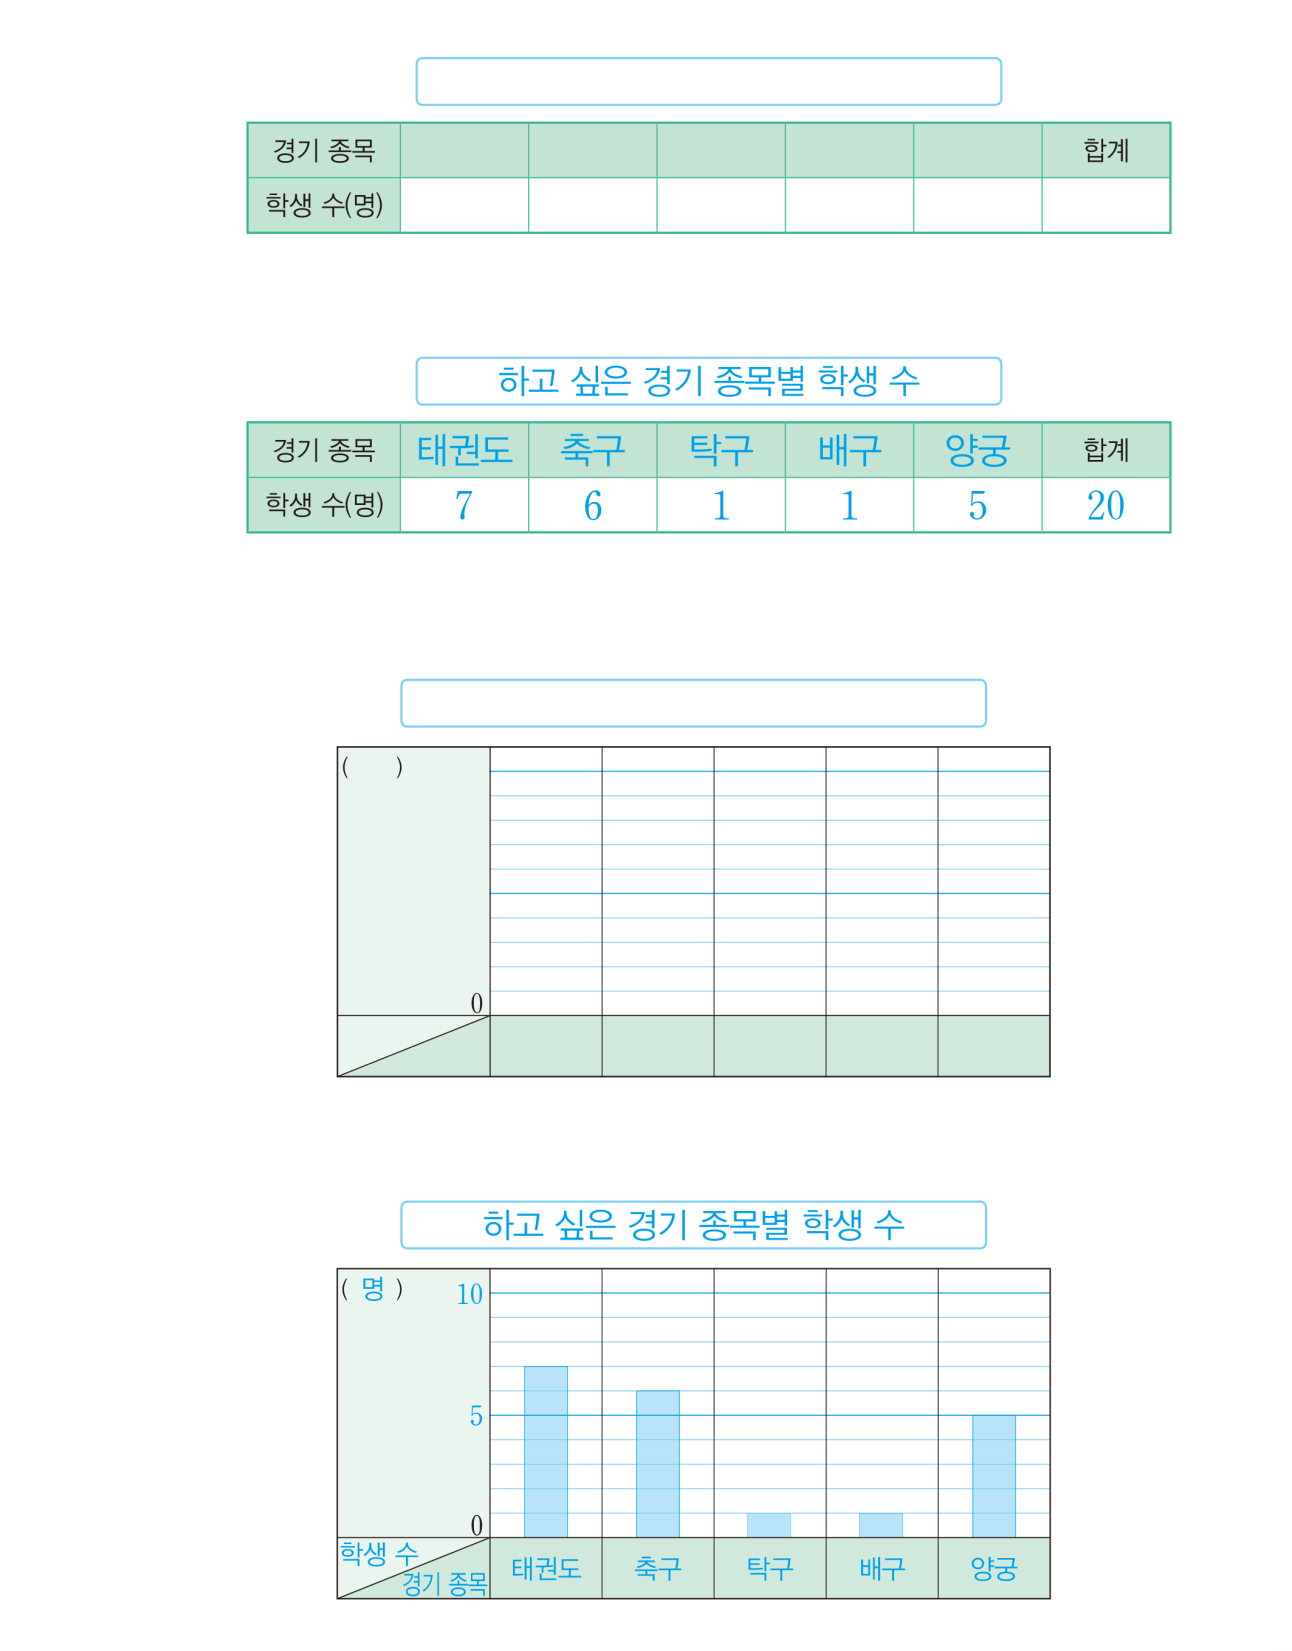 경기 종목 합계
학생 수(명)
하고 싶은 경기 종목별 학생 수
경기 종목 태권도 축구 탁구 배구 양궁 합계
학생 수(명) 7 6 1 1 5 20
( )
0
하고 싶은 경기 종목별 학생 수
( 명 ) 10
5
0
학생 수
경기 종목 태권도 축구 탁구 배구 양궁